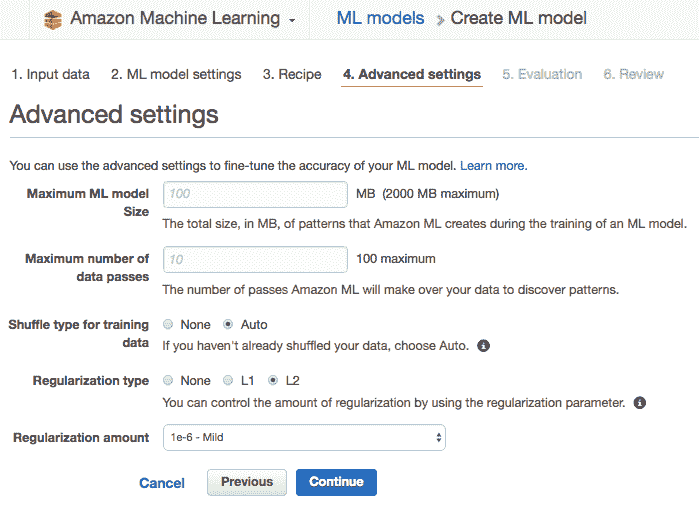 Amazon Machine Learning ML models Create ML model
1. Input data 2. ML model settings 3. Recipe 4. Advanced settings 5. Evaluation 6. Review
Advanced settings
You can use the advanced settings to fine-tune the accuracy of your ML model. Learn more.
Maximum ML model Size 100 MB (2000 MB maximum)
The total size, in MB, of patterns that Amazon ML creates during the training of an ML model.
Maximum number of data passes 10 100 maximum
The number of passes Amazon ML will make over your data to discover patterns.
Shuffle type for training data None Auto
If you haven't already shuffled your data, choose Auto.
Regularization type None L1 L2
You can control the amount of regularization by using the regularization parameter.
Regularization amount 1e-6 - Mild
Cancel Previous Continue